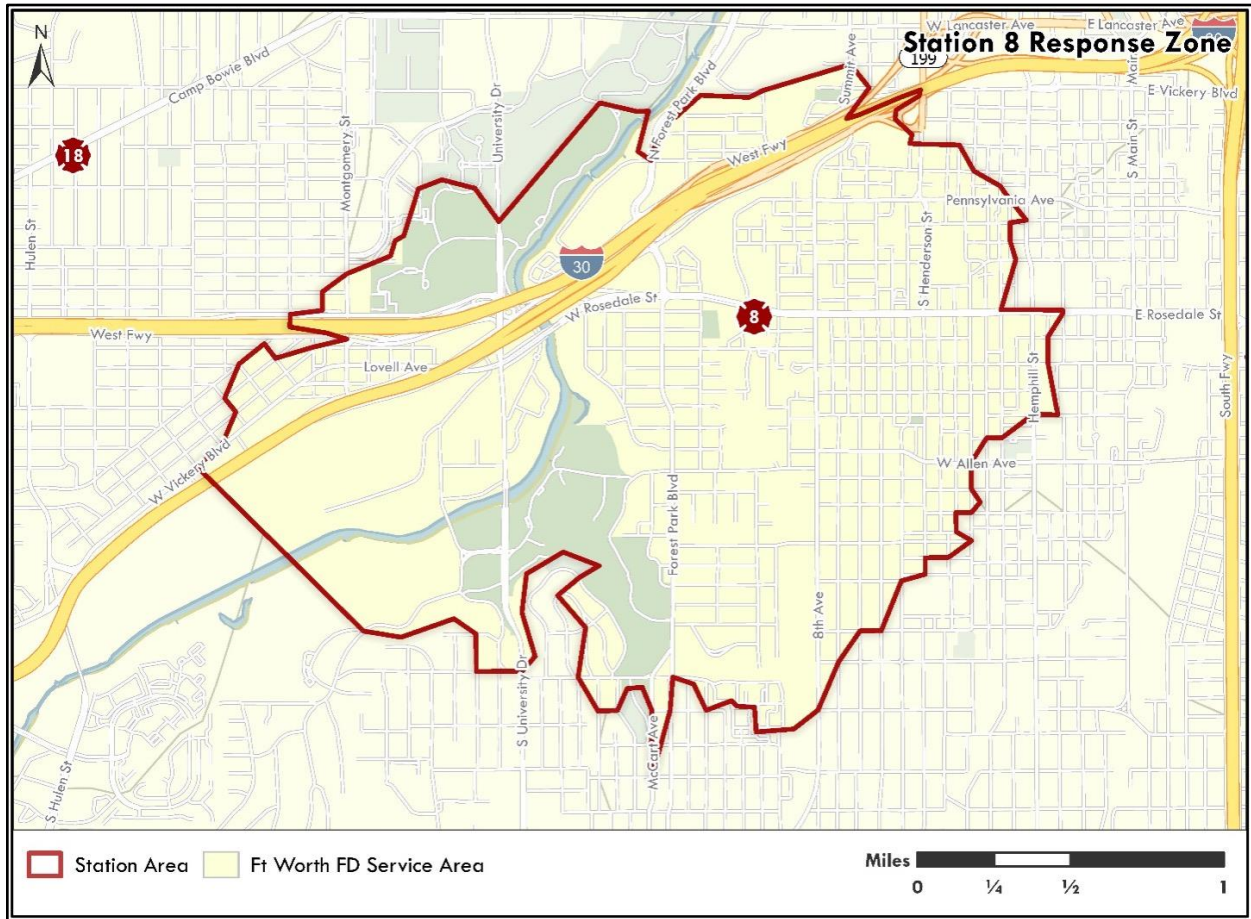 W Lancaster Ave
E Lancaster Ave
Station 8 Response Zone
N
199
Camp Bowie Blvd
Summit Ave
Main St
E Vickery Blvd
N Forest Park Blvd
University Dr
18
West Fwy
S Main St
Montgomery St
Pennsylvania Ave
Hulen St
S Henderson St
30
W Rosedale St
8
E Rosedale St
West Fwy
Lovell Ave
Hemphill St
South Fwy
W Vickery Blvd
W Allen Ave
Forest Park Blvd
8th Ave
S University Dr
McCart Ave
S Hulen St
Station Area
Ft Worth FD Service Area
Miles
0 ¼ ½ 1